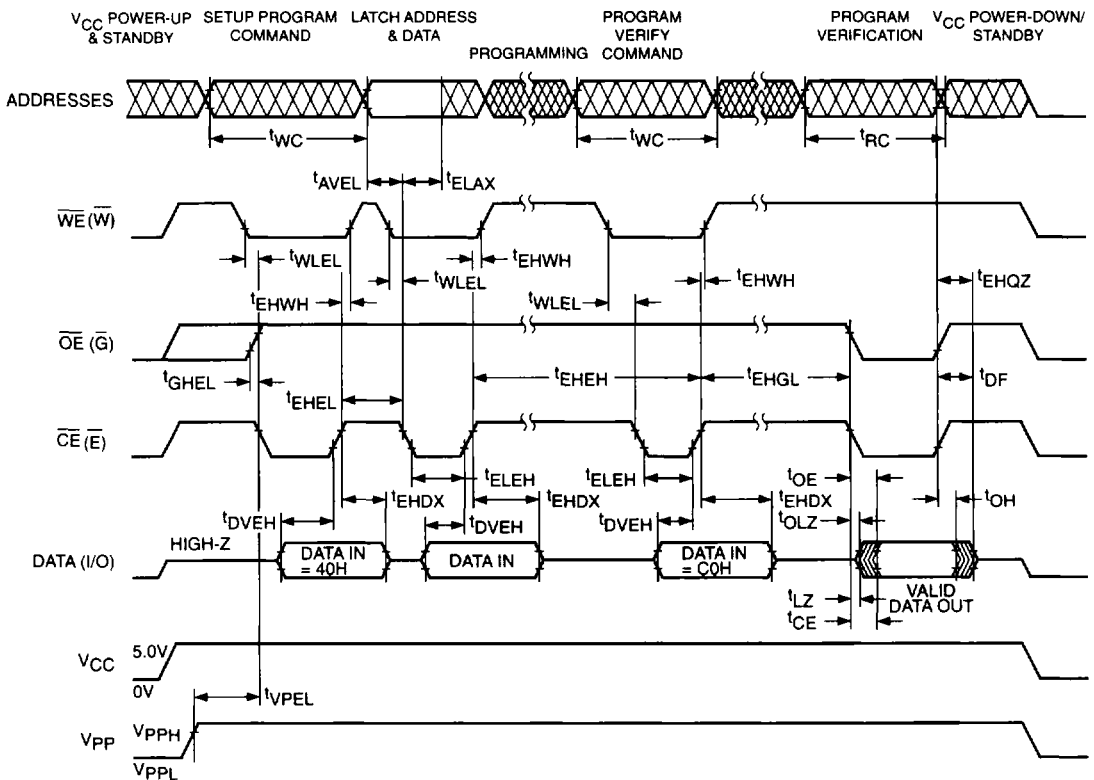 VCC POWER-UP & STANDBY
SETUP PROGRAM COMMAND
LATCH ADDRESS & DATA
PROGRAMMING
PROGRAM VERIFY COMMAND
PROGRAM VERIFICATION
VCC POWER-DOWN/ STANDBY
ADDRESSES
tWC
tWC
tRC
tAVEL
tELAX
WE (W)
tWLEL
tEHWH
tWLEL
tEHWH
tWLEL
tEHWH
tEHQZ
OE (G)
tGHEL
tEHEL
tEHEH
tEHGL
tDF
CE (E)
tELEH
tELEH
tOE
tEHDX
tEHDX
tEHDX
tOH
tDVEH
tDVEH
tDVEH
tOLZ
DATA (I/O)
HIGH-Z
DATA IN = 40H
DATA IN
DATA IN = C0H
VALID DATA OUT
tLZ
tCE
VCC
5.0V
0V
tVPEL
VPP
VPPH
VPPL